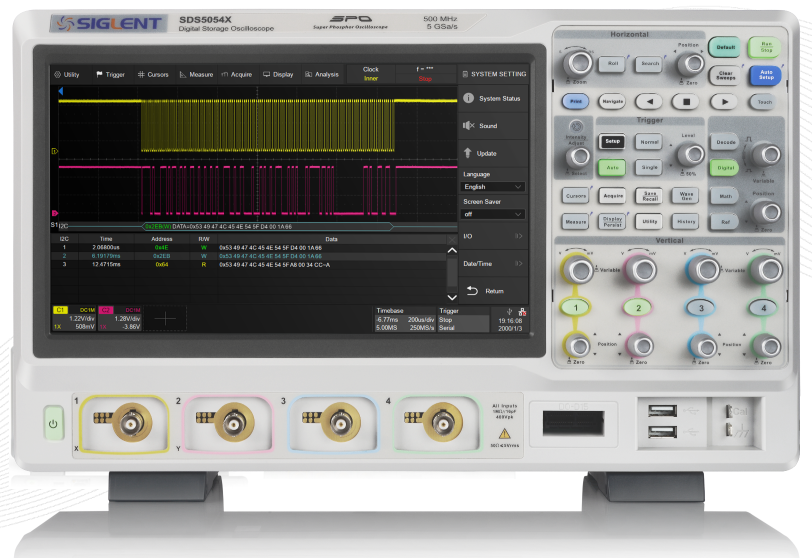 SIGLENT
SDS5054X
Digital Storage Oscilloscope
SPO
Super Phosphor Oscilloscope
500 MHz
5 GSa/s
Utility Trigger Cursors Measure Acquire Display Analysis
Clock
Inner
f = ***
Stop
SYSTEM SETTING
System Status
Sound
Update
Language
English
Screen Saver
off
I/O
Date/Time
Return
S1 I2C 0x2EB(W) DATA=0x53 49 47 4C 45 4E 54 5F D4 00 1A 66
I2C Time Address R/W Data
1 2.06800us 0x4E W 0x53 49 47 4C 45 4E 54 5F D4 00 1A 66
2 6.19179ms 0x2EB W 0x53 49 47 4C 45 4E 54 5F D4 00 1A 66
3 12.4715ms 0x64 R 0x53 49 47 4C 45 4E 54 5F A8 00 34 CC~A
C1 DC1M
1.22V/div
1X 508mV
C2 DC1M
1.28V/div
1X -3.86V
Timebase
-6.77ms 200us/div
5.00MS 250MS/s
Trigger
Stop
Serial
19:16:08
2000/1/3
Horizontal
Zoom
Roll
Search
Position
Zero
Default
Run
Stop
Clear
Sweeps
Auto
Setup
Print
Navigate
Touch
Trigger
Intensity
Adjust
Select
Setup
Normal
Level
50%
Auto
Single
Decode
Digital
Variable
Cursors
Acquire
Save
Recall
Wave
Gen
Math
Position
Measure
Display
Persist
Utility
History
Ref
Zero
Vertical
V mV
V mV
V mV
V mV
Variable
Variable
1
2
3
4
Position
Position
Zero
Zero
Zero
Zero
1
2
3
4
X
Y
All Inputs
1MΩ//16pF
400Vpk
50Ω≤5Vrms
Cal